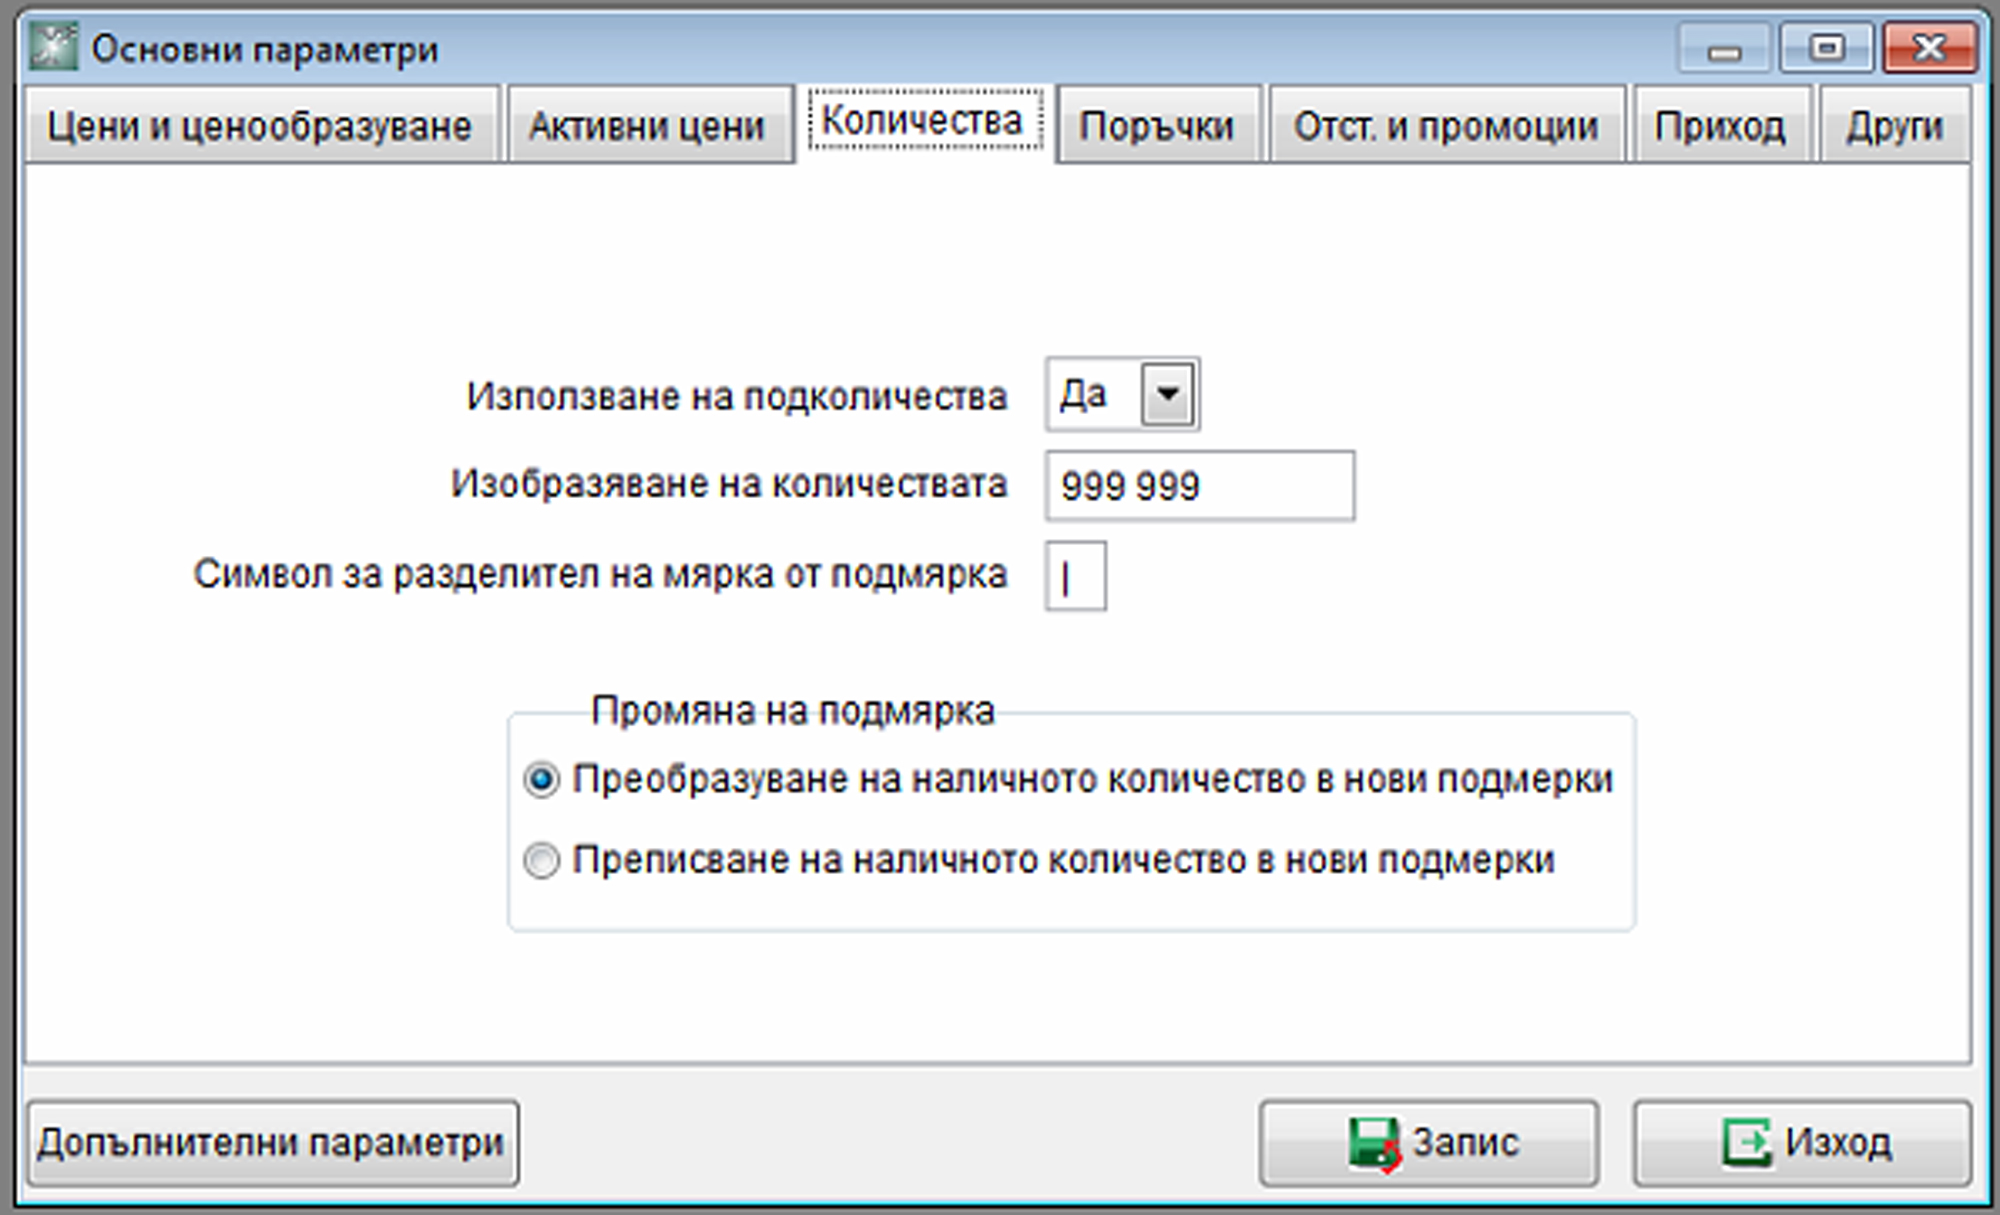 Основни параметри
Цени и ценообразуване Активни цени Количества Поръчки Отст. и промоции Приход Други
Използване на подколичества Да
Изобразяване на количествата 999 999
Символ за разделител на мярка от подмярка |
Промяна на подмярка
Преобразуване на наличното количество в нови подмерки
Преписване на наличното количество в нови подмерки
Допълнителни параметри Запис Изход